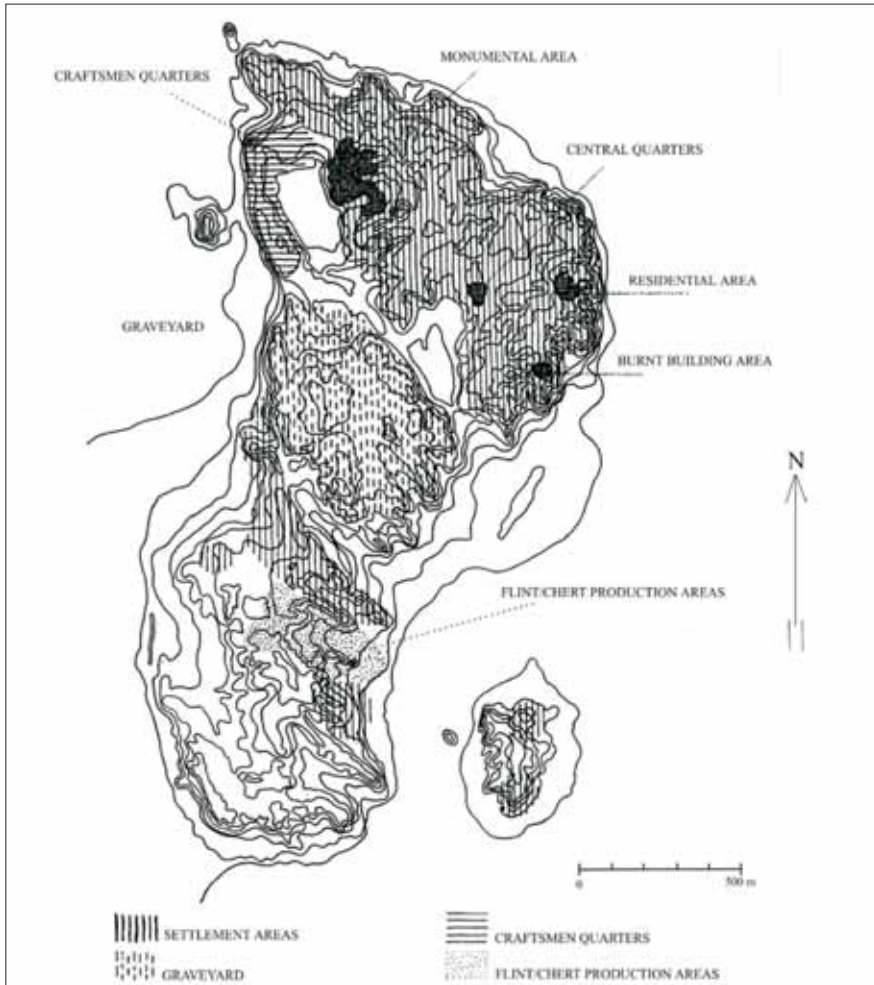 MONUMENTAL AREA
CRAFTSMEN QUARTERS
CENTRAL QUARTERS
RESIDENTIAL AREA
GRAVEYARD
BURNT BUILDING AREA
N
FLINT/CHERT PRODUCTION AREAS
0 500 m
SETTLEMENT AREAS
CRAFTSMEN QUARTERS
GRAVEYARD
FLINT/CHERT PRODUCTION AREAS